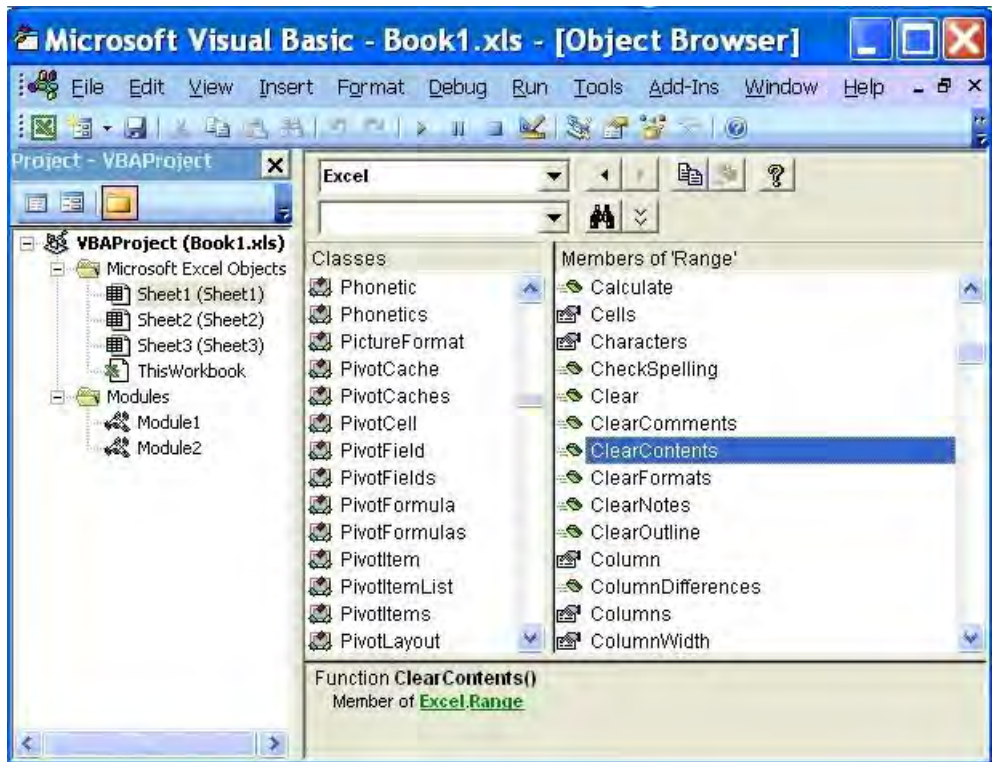 Microsoft Visual Basic - Book1.xls - [Object Browser]
File Edit View Insert Format Debug Run Tools Add-Ins Window Help
Project - VBAProject
Excel
VBAProject (Book1.xls)
Microsoft Excel Objects
Sheet1 (Sheet1)
Sheet2 (Sheet2)
Sheet3 (Sheet3)
ThisWorkbook
Modules
Module1
Module2
Classes
Phonetic
Phonetics
PictureFormat
PivotCache
PivotCaches
PivotCell
PivotField
PivotFields
PivotFormula
PivotFormulas
PivotItem
PivotItemList
PivotItems
PivotLayout
Members of 'Range'
Calculate
Cells
Characters
CheckSpelling
Clear
ClearComments
ClearContents
ClearFormats
ClearNotes
ClearOutline
Column
ColumnDifferences
Columns
ColumnWidth
Function ClearContents()
Member of Excel.Range